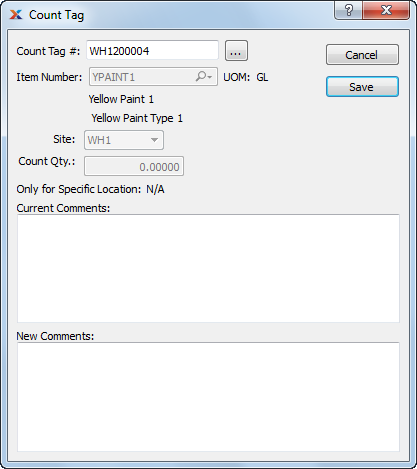 Count Tag
Count Tag #: WH1200004 ...
Cancel
Item Number: YPAINT1 UOM: GL
Save
Yellow Paint 1
Yellow Paint Type 1
Site: WH1
Count Qty.: 0.00000
Only for Specific Location: N/A
Current Comments:
New Comments: